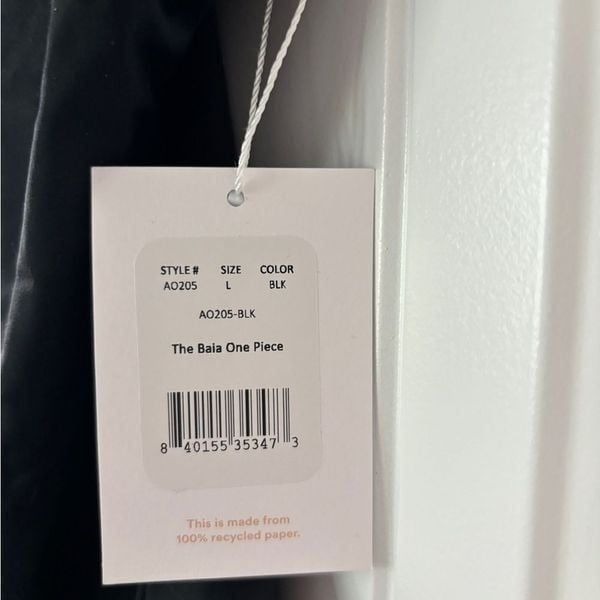 STYLE # SIZE COLOR
AO205 L BLK
AO205-BLK
The Baia One Piece
8 40155 35347 3
This is made from
100% recycled paper.